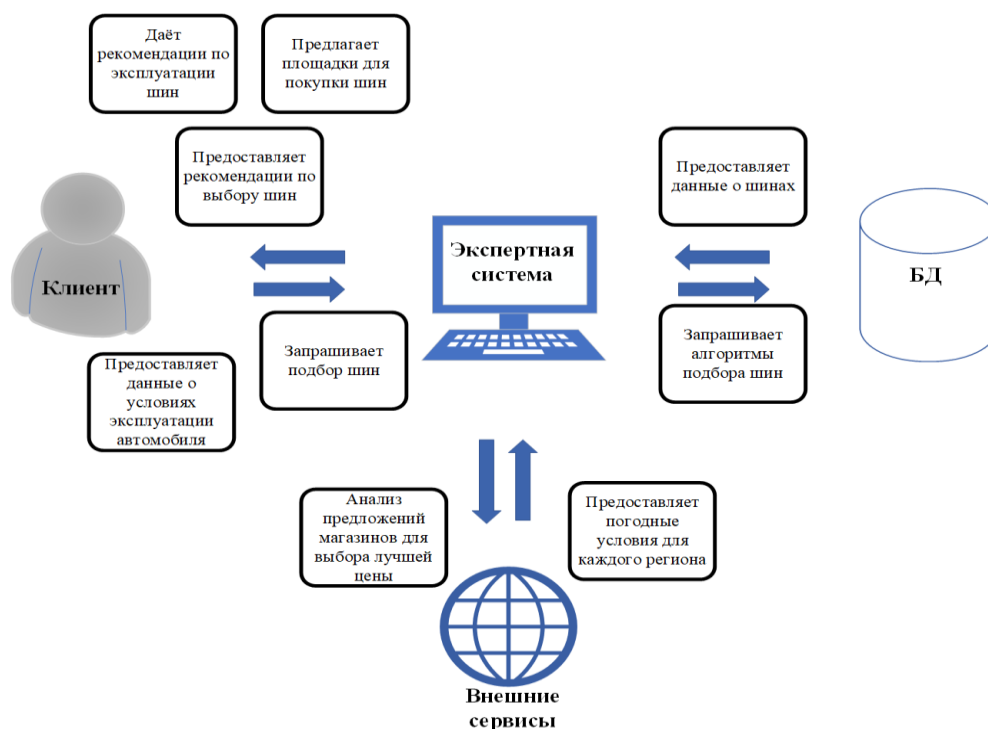 Даёт
рекомендации по
эксплуатации
шин
Предлагает
площадки для
покупки шин
Предоставляет
рекомендации по
выбору шин
Предоставляет
данные о шинах
Клиент
Экспертная
система
БД
Запрашивает
подбор шин
Запрашивает
алгоритмы
подбора шин
Предоставляет
данные о
условиях
эксплуатации
автомобиля
Анализ
предложений
магазинов для
выбора лучшей
цены
Предоставляет
погодные
условия для
каждого региона
Внешние
сервисы